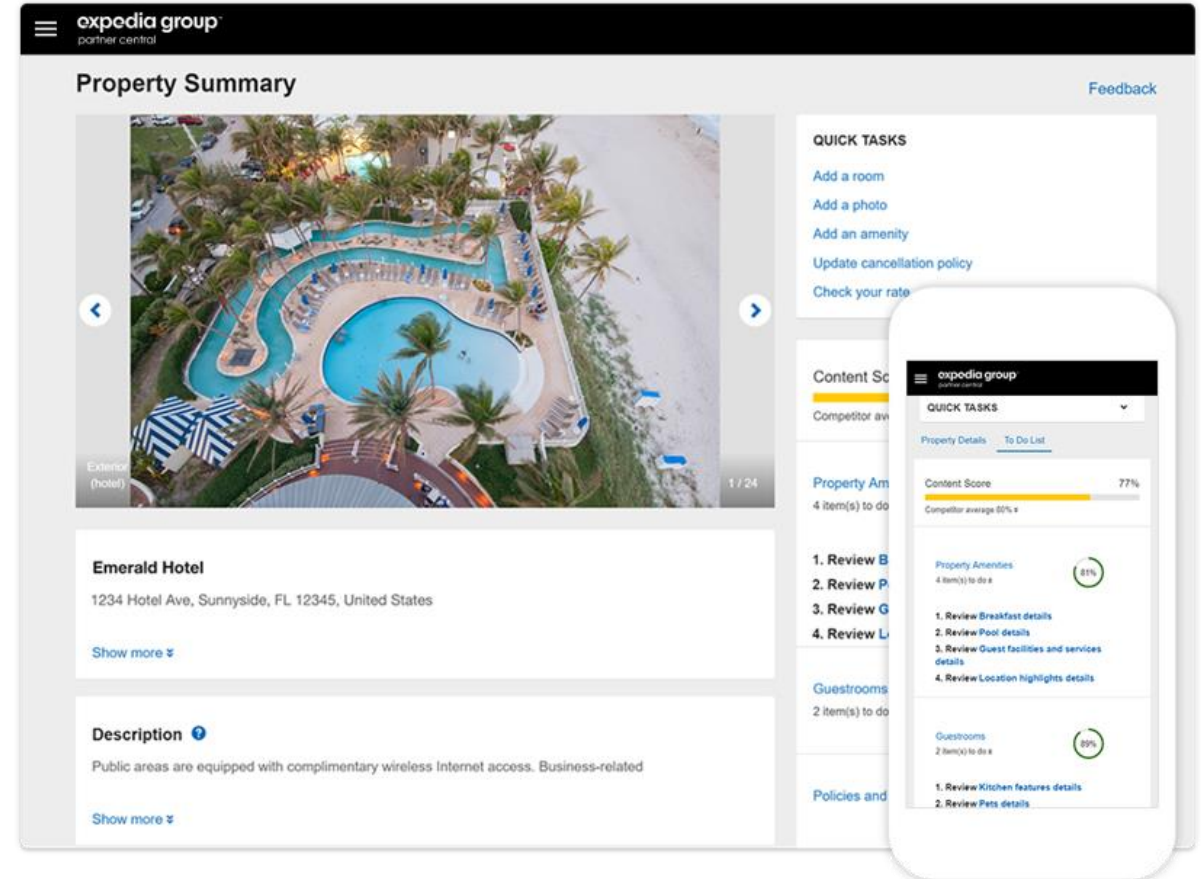 expedia group
partner central
Property Summary
Feedback
Exterior
(hotel)
1 / 24
Emerald Hotel
1234 Hotel Ave, Sunnyside, FL 12345, United States
Show more
Description
Public areas are equipped with complimentary wireless Internet access. Business-related
Show more
QUICK TASKS
Add a room
Add a photo
Add an amenity
Update cancellation policy
Check your rate
Content Sc
Competitor av
Property Am
4 item(s) to do
1. Review B
2. Review P
3. Review G
4. Review L
Guestrooms
2 item(s) to do
Policies and
expedia group
partner central
QUICK TASKS
Property Details To Do List
Content Score 77%
Competitor average 80%
Property Amenities
81%
4 item(s) to do
1. Review Breakfast details
2. Review Pool details
3. Review Guest facilities and services
details
4. Review Location highlights details
Guestrooms
89%
2 item(s) to do
1. Review Kitchen features details
2. Review Pets details